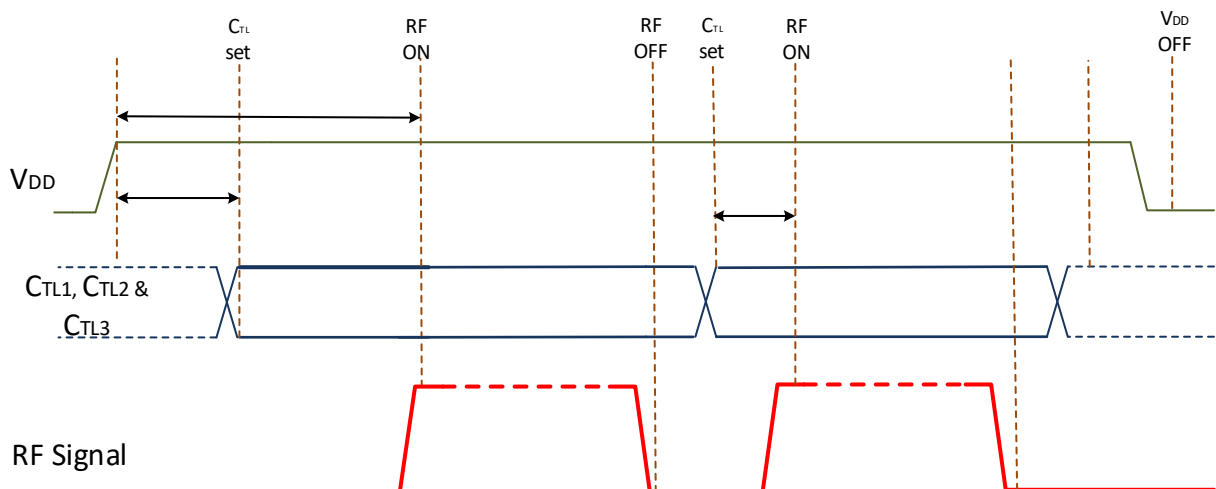 CTL
set
RF
ON
RF
OFF
CTL
set
RF
ON
VDD
OFF
VDD
CTL1, CTL2 &
CTL3
RF Signal